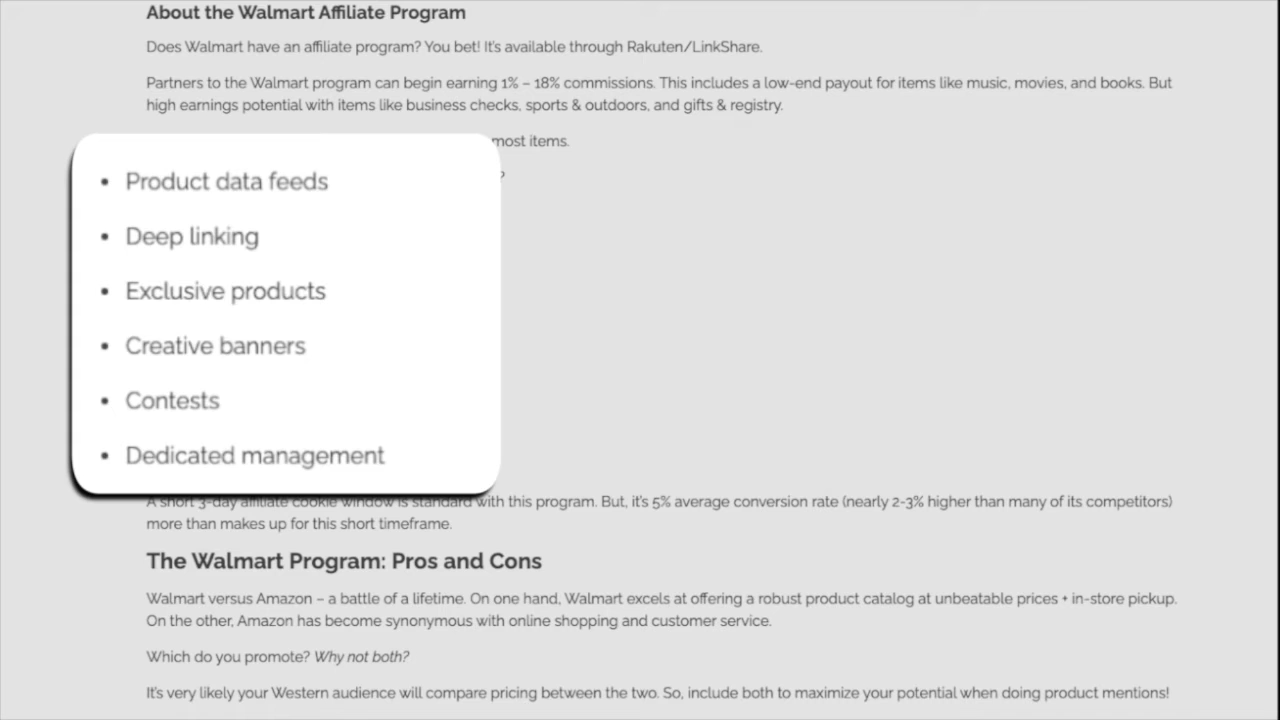 About the Walmart Affiliate Program
Does Walmart have an affiliate program? You bet! It's available through Rakuten/LinkShare.
Partners to the Walmart program can begin earning 1% – 18% commissions. This includes a low-end payout for items like music, movies, and books. But
high earnings potential with items like business checks, sports & outdoors, and gifts & registry.
most items.
?
• Product data feeds
• Deep linking
• Exclusive products
• Creative banners
• Contests
• Dedicated management
A short 3-day affiliate cookie window is standard with this program. But, it's 5% average conversion rate (nearly 2-3% higher than many of its competitors)
more than makes up for this short timeframe.
The Walmart Program: Pros and Cons
Walmart versus Amazon – a battle of a lifetime. On one hand, Walmart excels at offering a robust product catalog at unbeatable prices + in-store pickup.
On the other, Amazon has become synonymous with online shopping and customer service.
Which do you promote? Why not both?
It's very likely your Western audience will compare pricing between the two. So, include both to maximize your potential when doing product mentions!